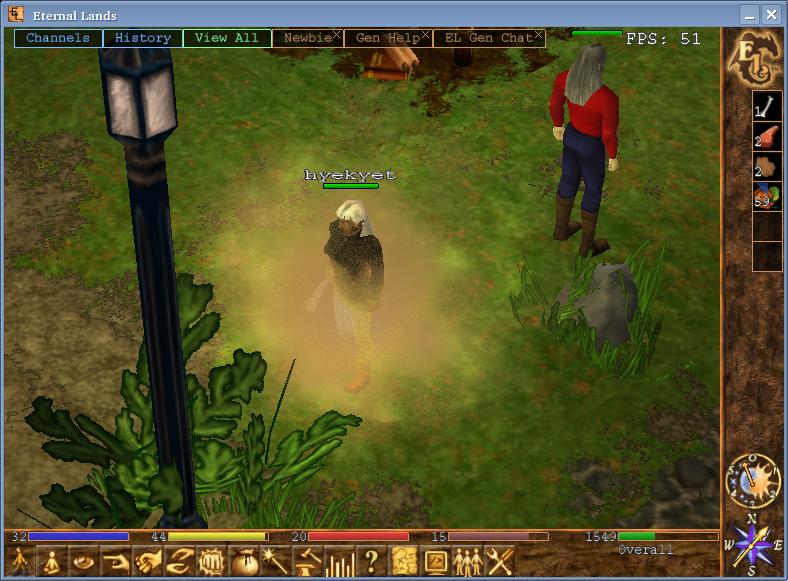 Eternal Lands
Channels History View All Newbie Gen Help EL Gen Chat FPS: 51
1
2
hyekyet
2
59
N
W E
S
32 44 20 15 1549
Overall